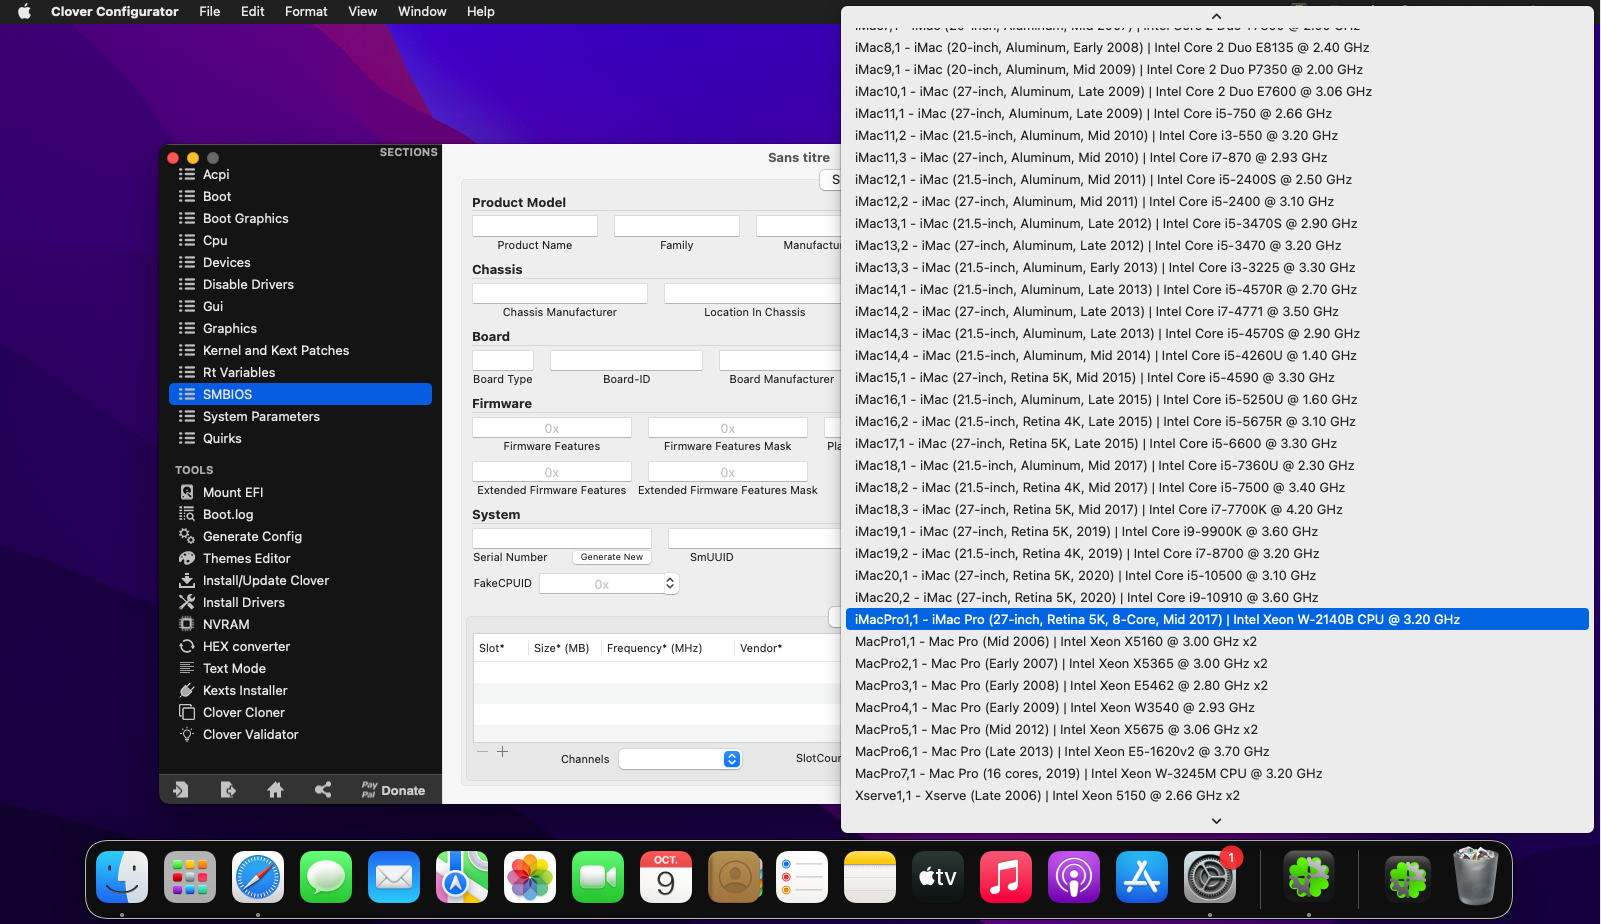 Clover Configurator File Edit Format View Window Help
SECTIONS
Acpi
Boot
Boot Graphics
Cpu
Devices
Disable Drivers
Gui
Graphics
Kernel and Kext Patches
Rt Variables
SMBIOS
System Parameters
Quirks
TOOLS
Mount EFI
Boot.log
Generate Config
Themes Editor
Install/Update Clover
Install Drivers
NVRAM
HEX converter
Text Mode
Kexts Installer
Clover Cloner
Clover Validator
Pay Pal Donate
Sans titre
S
Product Model
Product Name Family Manufactu
Chassis
Chassis Manufacturer Location In Chassis
Board
Board Type Board-ID Board Manufacturer
Firmware
0x 0x
Firmware Features Firmware Features Mask Pla
0x 0x
Extended Firmware Features Extended Firmware Features Mask
System
Serial Number Generate New SmUUID
FakeCPUID 0x
Slot* Size* (MB) Frequency* (MHz) Vendor*
Channels SlotCour
iMac8,1 - iMac (20-inch, Aluminum, Early 2008) | Intel Core 2 Duo E8135 @ 2.40 GHz
iMac9,1 - iMac (20-inch, Aluminum, Mid 2009) | Intel Core 2 Duo P7350 @ 2.00 GHz
iMac10,1 - iMac (27-inch, Aluminum, Late 2009) | Intel Core 2 Duo E7600 @ 3.06 GHz
iMac11,1 - iMac (27-inch, Aluminum, Late 2009) | Intel Core i5-750 @ 2.66 GHz
iMac11,2 - iMac (21.5-inch, Aluminum, Mid 2010) | Intel Core i3-550 @ 3.20 GHz
iMac11,3 - iMac (27-inch, Aluminum, Mid 2010) | Intel Core i7-870 @ 2.93 GHz
iMac12,1 - iMac (21.5-inch, Aluminum, Mid 2011) | Intel Core i5-2400S @ 2.50 GHz
iMac12,2 - iMac (27-inch, Aluminum, Mid 2011) | Intel Core i5-2400 @ 3.10 GHz
iMac13,1 - iMac (21.5-inch, Aluminum, Late 2012) | Intel Core i5-3470S @ 2.90 GHz
iMac13,2 - iMac (27-inch, Aluminum, Late 2012) | Intel Core i5-3470 @ 3.20 GHz
iMac13,3 - iMac (21.5-inch, Aluminum, Early 2013) | Intel Core i3-3225 @ 3.30 GHz
iMac14,1 - iMac (21.5-inch, Aluminum, Late 2013) | Intel Core i5-4570R @ 2.70 GHz
iMac14,2 - iMac (27-inch, Aluminum, Late 2013) | Intel Core i7-4771 @ 3.50 GHz
iMac14,3 - iMac (21.5-inch, Aluminum, Late 2013) | Intel Core i5-4570S @ 2.90 GHz
iMac14,4 - iMac (21.5-inch, Aluminum, Mid 2014) | Intel Core i5-4260U @ 1.40 GHz
iMac15,1 - iMac (27-inch, Retina 5K, Mid 2015) | Intel Core i5-4590 @ 3.30 GHz
iMac16,1 - iMac (21.5-inch, Aluminum, Late 2015) | Intel Core i5-5250U @ 1.60 GHz
iMac16,2 - iMac (21.5-inch, Retina 4K, Late 2015) | Intel Core i5-5675R @ 3.10 GHz
iMac17,1 - iMac (27-inch, Retina 5K, Late 2015) | Intel Core i5-6600 @ 3.30 GHz
iMac18,1 - iMac (21.5-inch, Aluminum, Mid 2017) | Intel Core i5-7360U @ 2.30 GHz
iMac18,2 - iMac (21.5-inch, Retina 4K, Mid 2017) | Intel Core i5-7500 @ 3.40 GHz
iMac18,3 - iMac (27-inch, Retina 5K, Mid 2017) | Intel Core i7-7700K @ 4.20 GHz
iMac19,1 - iMac (27-inch, Retina 5K, 2019) | Intel Core i9-9900K @ 3.60 GHz
iMac19,2 - iMac (21.5-inch, Retina 4K, 2019) | Intel Core i7-8700 @ 3.20 GHz
iMac20,1 - iMac (27-inch, Retina 5K, 2020) | Intel Core i5-10500 @ 3.10 GHz
iMac20,2 - iMac (27-inch, Retina 5K, 2020) | Intel Core i9-10910 @ 3.60 GHz
iMacPro1,1 - iMac Pro (27-inch, Retina 5K, 8-Core, Mid 2017) | Intel Xeon W-2140B CPU @ 3.20 GHz
MacPro1,1 - Mac Pro (Mid 2006) | Intel Xeon X5160 @ 3.00 GHz x2
MacPro2,1 - Mac Pro (Early 2007) | Intel Xeon X5365 @ 3.00 GHz x2
MacPro3,1 - Mac Pro (Early 2008) | Intel Xeon E5462 @ 2.80 GHz x2
MacPro4,1 - Mac Pro (Early 2009) | Intel Xeon W3540 @ 2.93 GHz
MacPro5,1 - Mac Pro (Mid 2012) | Intel Xeon X5675 @ 3.06 GHz x2
MacPro6,1 - Mac Pro (Late 2013) | Intel Xeon E5-1620v2 @ 3.70 GHz
MacPro7,1 - Mac Pro (16 cores, 2019) | Intel Xeon W-3245M CPU @ 3.20 GHz
Xserve1,1 - Xserve (Late 2006) | Intel Xeon 5150 @ 2.66 GHz x2
OCT.
9
tv
1